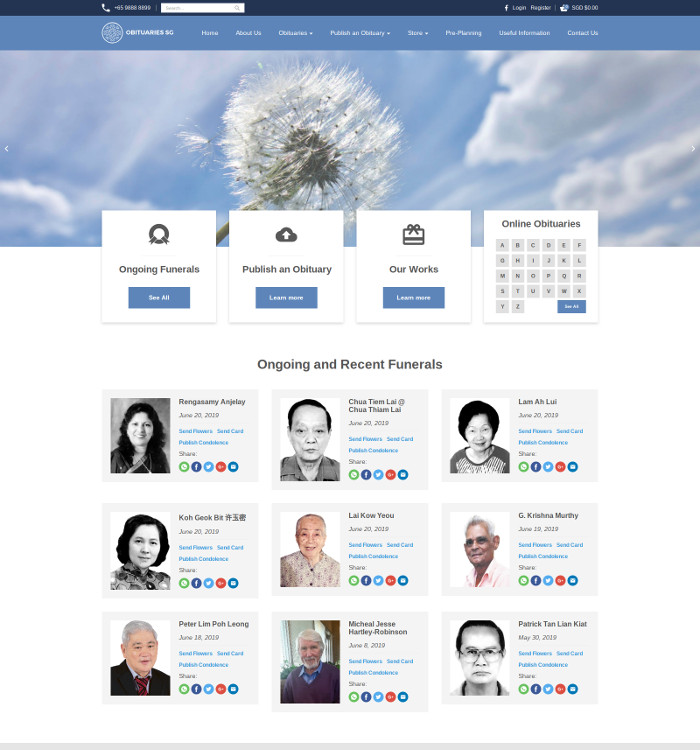 +65 9888 8899
Search...
Login Register
SGD $0.00
OBITUARIES SG
Home About Us Obituaries Publish an Obituary Store Pre-Planning Useful Information Contact Us
Ongoing Funerals
See All
Publish an Obituary
Learn more
Our Works
Learn more
Online Obituaries
A B C D E F
G H I J K L
M N O P Q R
S T U V W X
Y Z See All
Ongoing and Recent Funerals
Rengasamy Anjelay
June 20, 2019
Send Flowers Send Card
Publish Condolence
Share:
Chua Tiem Lai @
Chua Thiam Lai
June 20, 2019
Send Flowers Send Card
Publish Condolence
Share:
Lam Ah Lui
June 20, 2019
Send Flowers Send Card
Publish Condolence
Share:
Koh Geok Bit 许玉密
June 20, 2019
Send Flowers Send Card
Publish Condolence
Share:
Lai Kow Yeou
June 20, 2019
Send Flowers Send Card
Publish Condolence
Share:
G. Krishna Murthy
June 19, 2019
Send Flowers Send Card
Publish Condolence
Share:
Peter Lim Poh Leong
June 18, 2019
Send Flowers Send Card
Publish Condolence
Share:
Micheal Jesse
Hartley-Robinson
June 8, 2019
Send Flowers Send Card
Publish Condolence
Share:
Patrick Tan Lian Kiat
May 30, 2019
Send Flowers Send Card
Publish Condolence
Share: